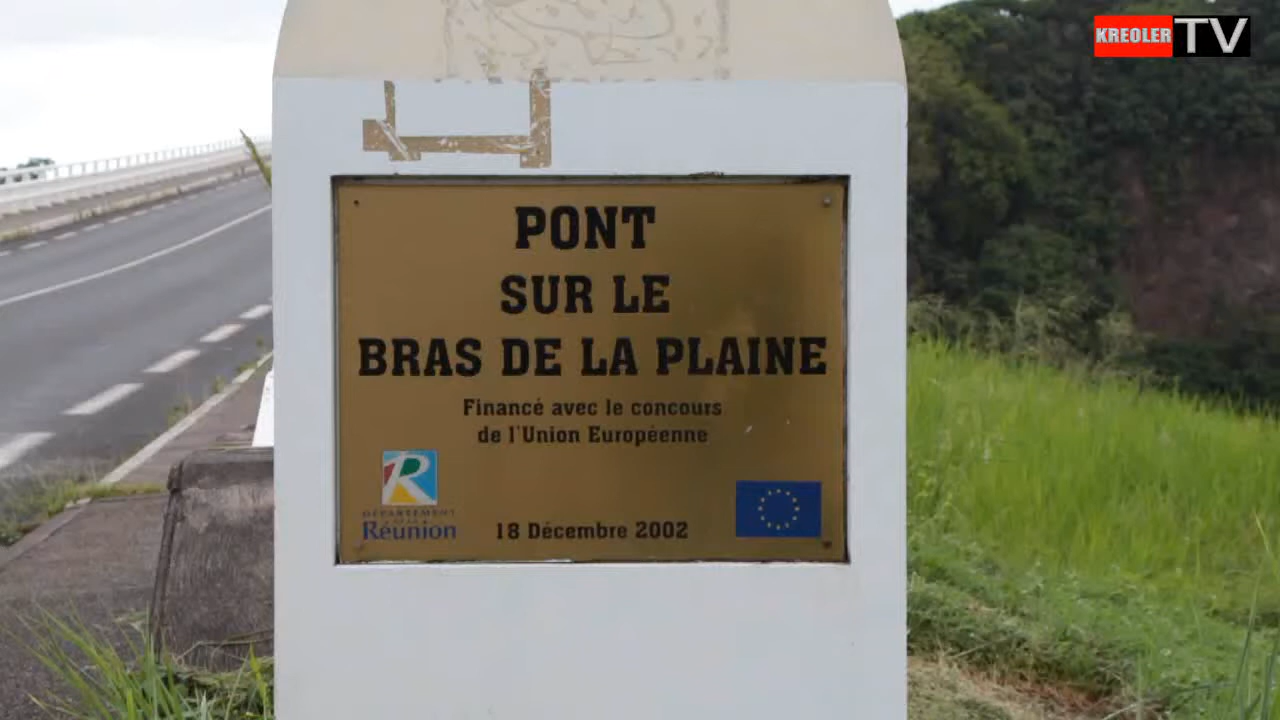 KREOLER TV
PONT
SUR LE
BRAS DE LA PLAINE
Financé avec le concours
de l'Union Européenne
R
DÉPARTEMENT
Réunion
18 Décembre 2002